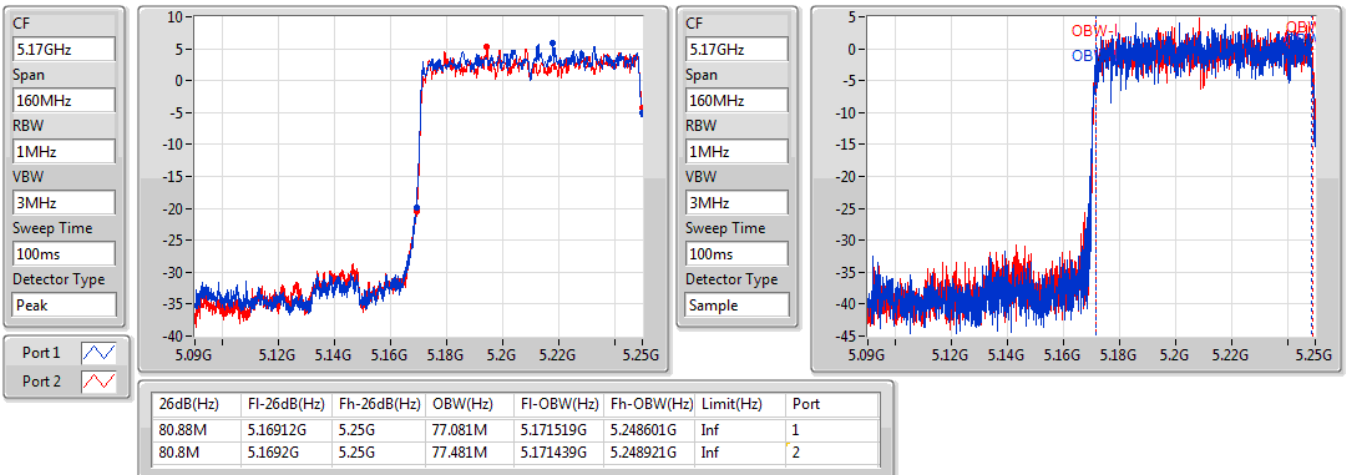 CF
5.17GHz
Span
160MHz
RBW
1MHz
VBW
3MHz
Sweep Time
100ms
Detector Type
Peak
10
5
0
-5
-10
-15
-20
-25
-30
-35
-40
5.09G 5.12G 5.14G 5.16G 5.18G 5.2G 5.22G 5.25G
CF
5.17GHz
Span
160MHz
RBW
1MHz
VBW
3MHz
Sweep Time
100ms
Detector Type
Sample
5
0
-5
-10
-15
-20
-25
-30
-35
-40
-45
OBW-l
5.09G 5.12G 5.14G 5.16G 5.18G 5.2G 5.22G 5.25G
Port 1
Port 2
26dB(Hz) Fl-26dB(Hz) Fh-26dB(Hz) OBW(Hz) Fl-OBW(Hz) Fh-OBW(Hz) Limit(Hz) Port
80.88M 5.16912G 5.25G 77.081M 5.171519G 5.248601G Inf 1
80.8M 5.1692G 5.25G 77.481M 5.171439G 5.248921G Inf 2